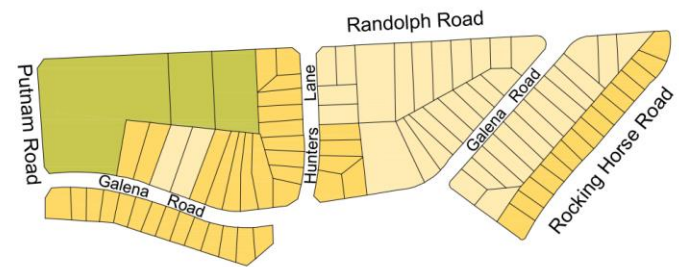 Randolph Road
Putnam Road
Hunters Lane
Galena Road
Galena Road
Rocking Horse Road